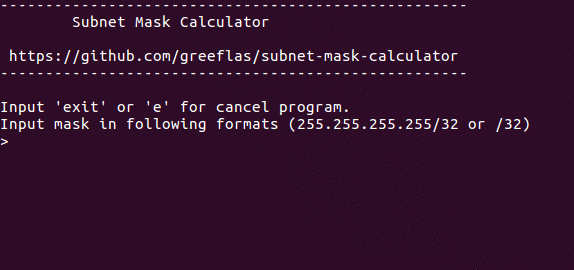 ----------------------------------------------------
Subnet Mask Calculator
https://github.com/greeflas/subnet-mask-calculator
----------------------------------------------------
Input 'exit' or 'e' for cancel program.
Input mask in following formats (255.255.255.255/32 or /32)
>